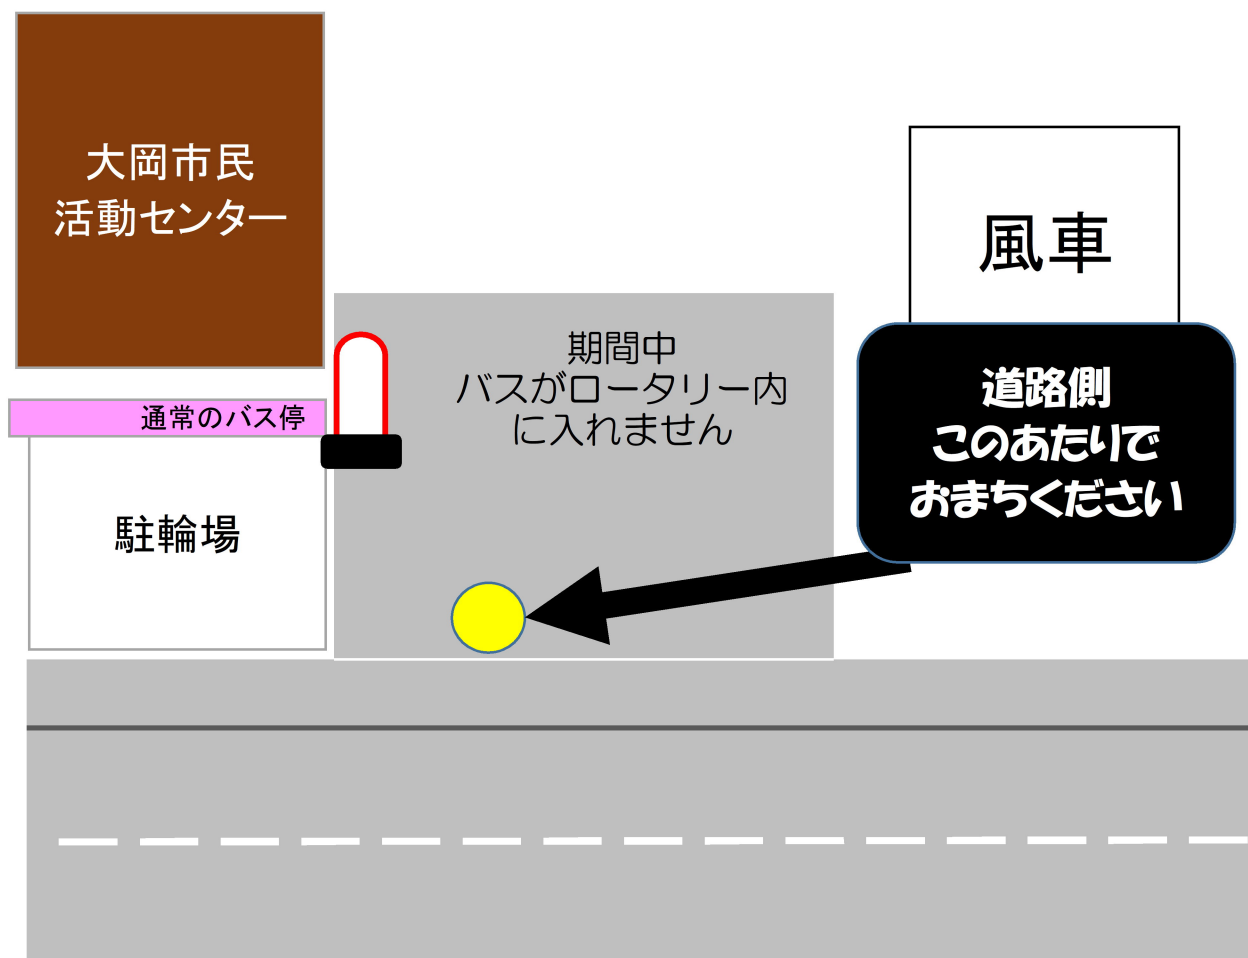 大岡市民
活動センター
風車
期間中
バスがロータリー内
に入れません
道路側
このあたりで
おまちください
通常のバス停
駐輪場